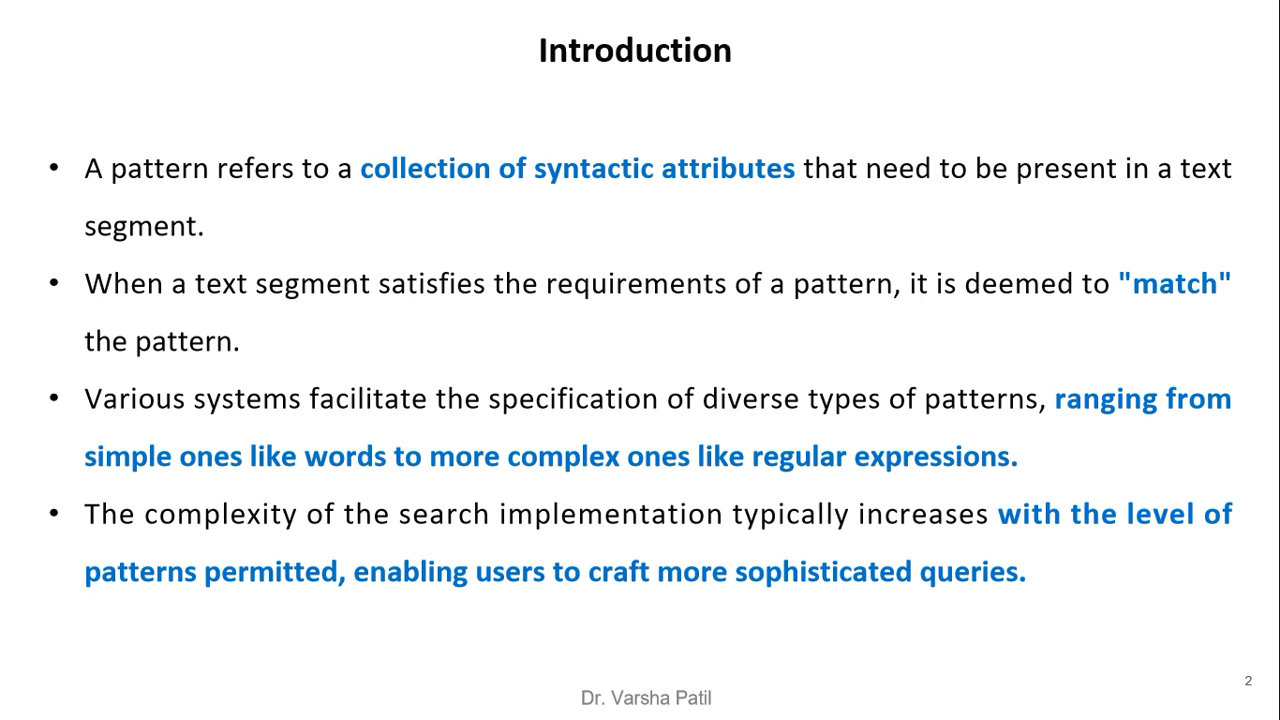 Introduction
• A pattern refers to a collection of syntactic attributes that need to be present in a text
segment.
• When a text segment satisfies the requirements of a pattern, it is deemed to "match"
the pattern.
• Various systems facilitate the specification of diverse types of patterns, ranging from
simple ones like words to more complex ones like regular expressions.
• The complexity of the search implementation typically increases with the level of
patterns permitted, enabling users to craft more sophisticated queries.
2
Dr. Varsha Patil